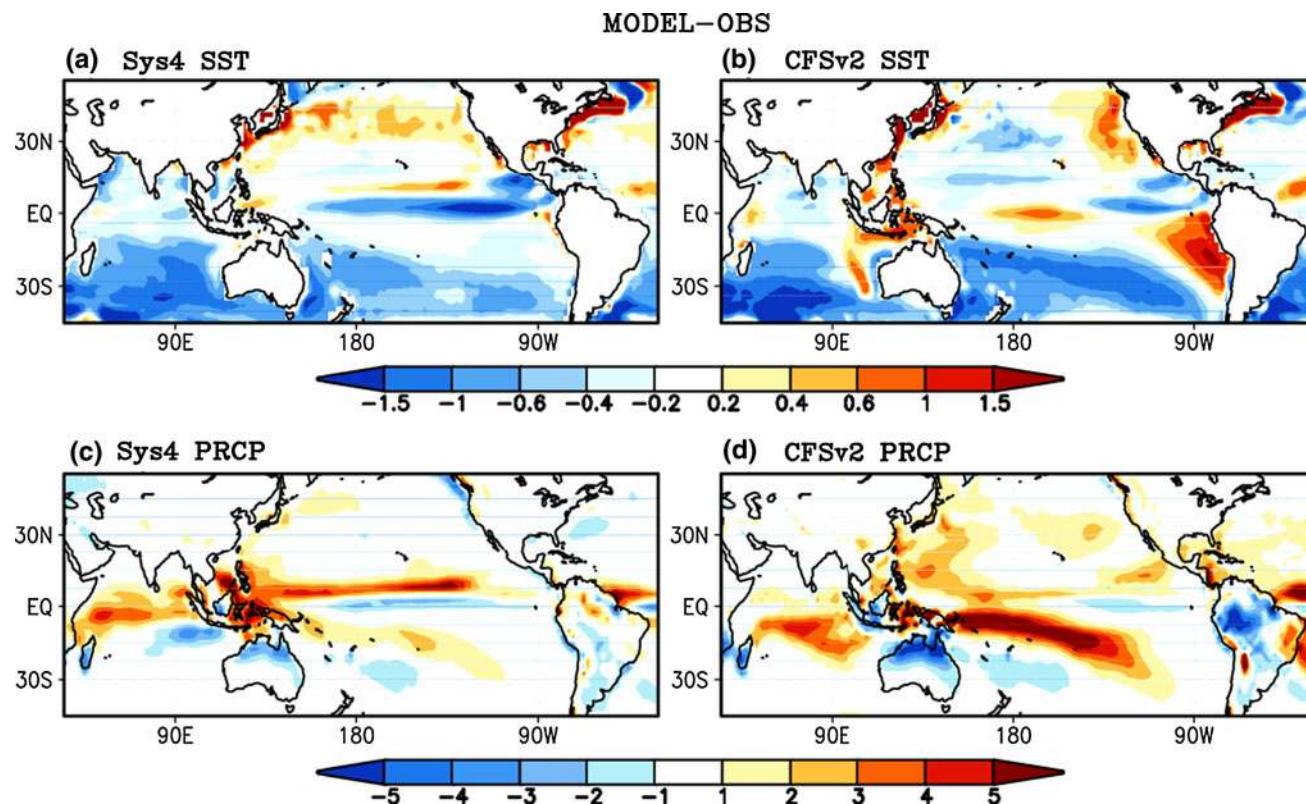 MODEL−OBS
(a) Sys4 SST
(b) CFSv2 SST
30N
EQ
30S
90E
180
90W
90E
180
90W
−1.5
−1
−0.6
−0.4
−0.2
0.2
0.4
0.6
1
1.5
(c) Sys4 PRCP
(d) CFSv2 PRCP
30N
30N
EQ
EQ
30S
30S
90E
180
90W
90E
180
90W
−5
−4
−3
−2
−1
1
2
3
4
5